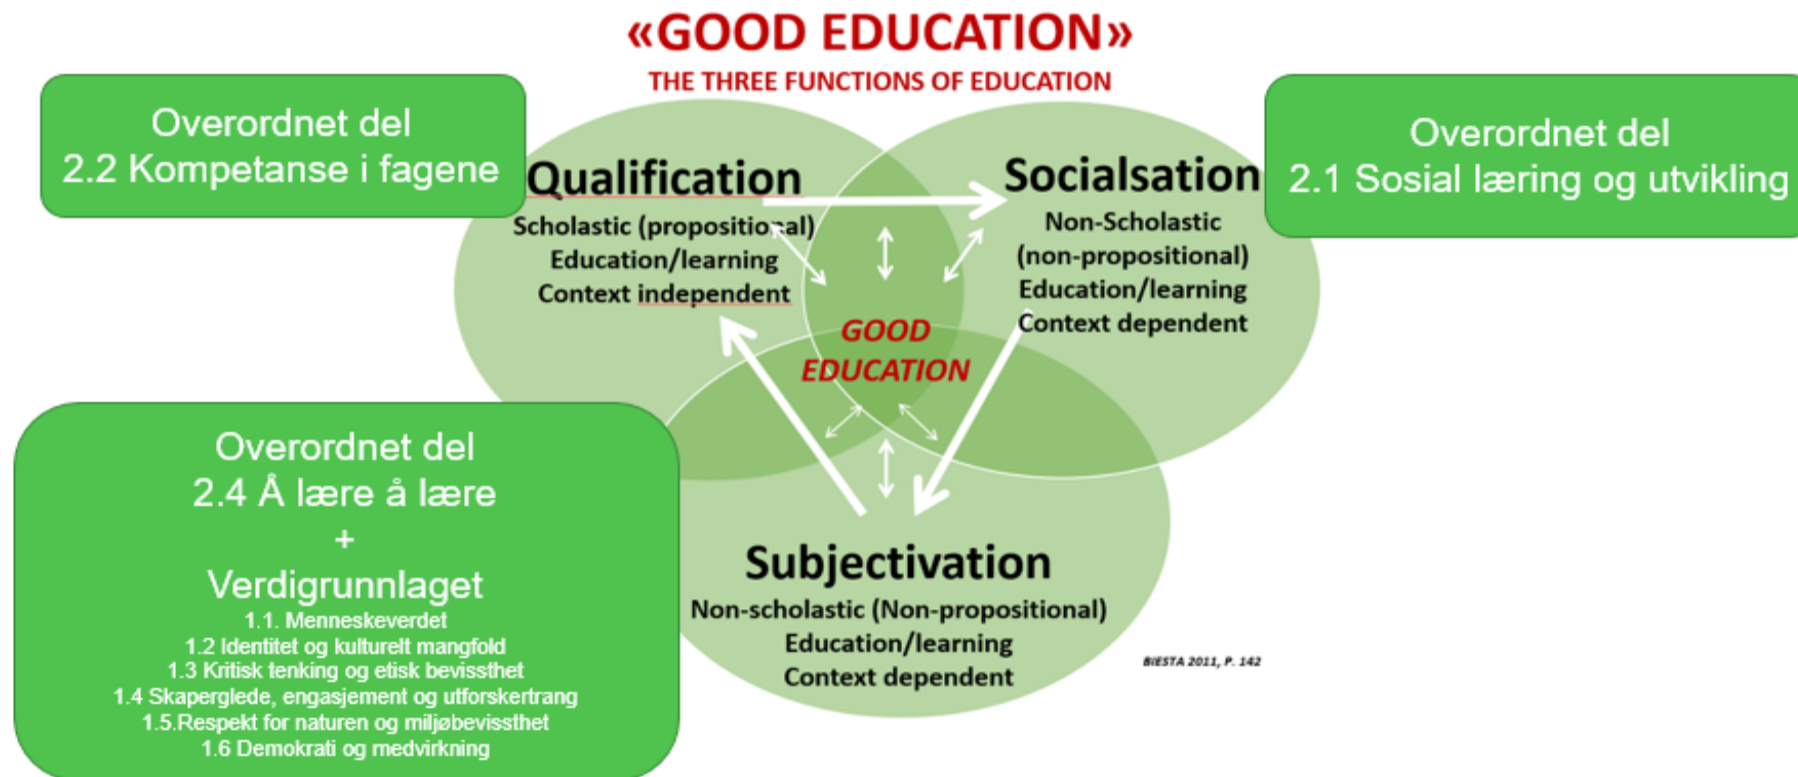 «GOOD EDUCATION»
THE THREE FUNCTIONS OF EDUCATION
Overordnet del
2.2 Kompetanse i fagene
Qualification
Scholastic (propositional)
Education/learning
Context independent
Socialsation
Non-Scholastic
(non-propositional)
Education/learning
Context dependent
Overordnet del
2.1 Sosial læring og utvikling
GOOD
EDUCATION
Overordnet del
2.4 Å lære å lære
+
Verdigrunnlaget
1.1. Menneskeverdet
1.2 Identitet og kulturelt mangfold
1.3 Kritisk tenking og etisk bevissthet
1.4 Skaperglede, engasjement og utforskertrang
1.5.Respekt for naturen og miljøbevissthet
1.6 Demokrati og medvirkning
Subjectivation
Non-scholastic (Non-propositional)
Education/learning
Context dependent
BIESTA 2011, P. 142